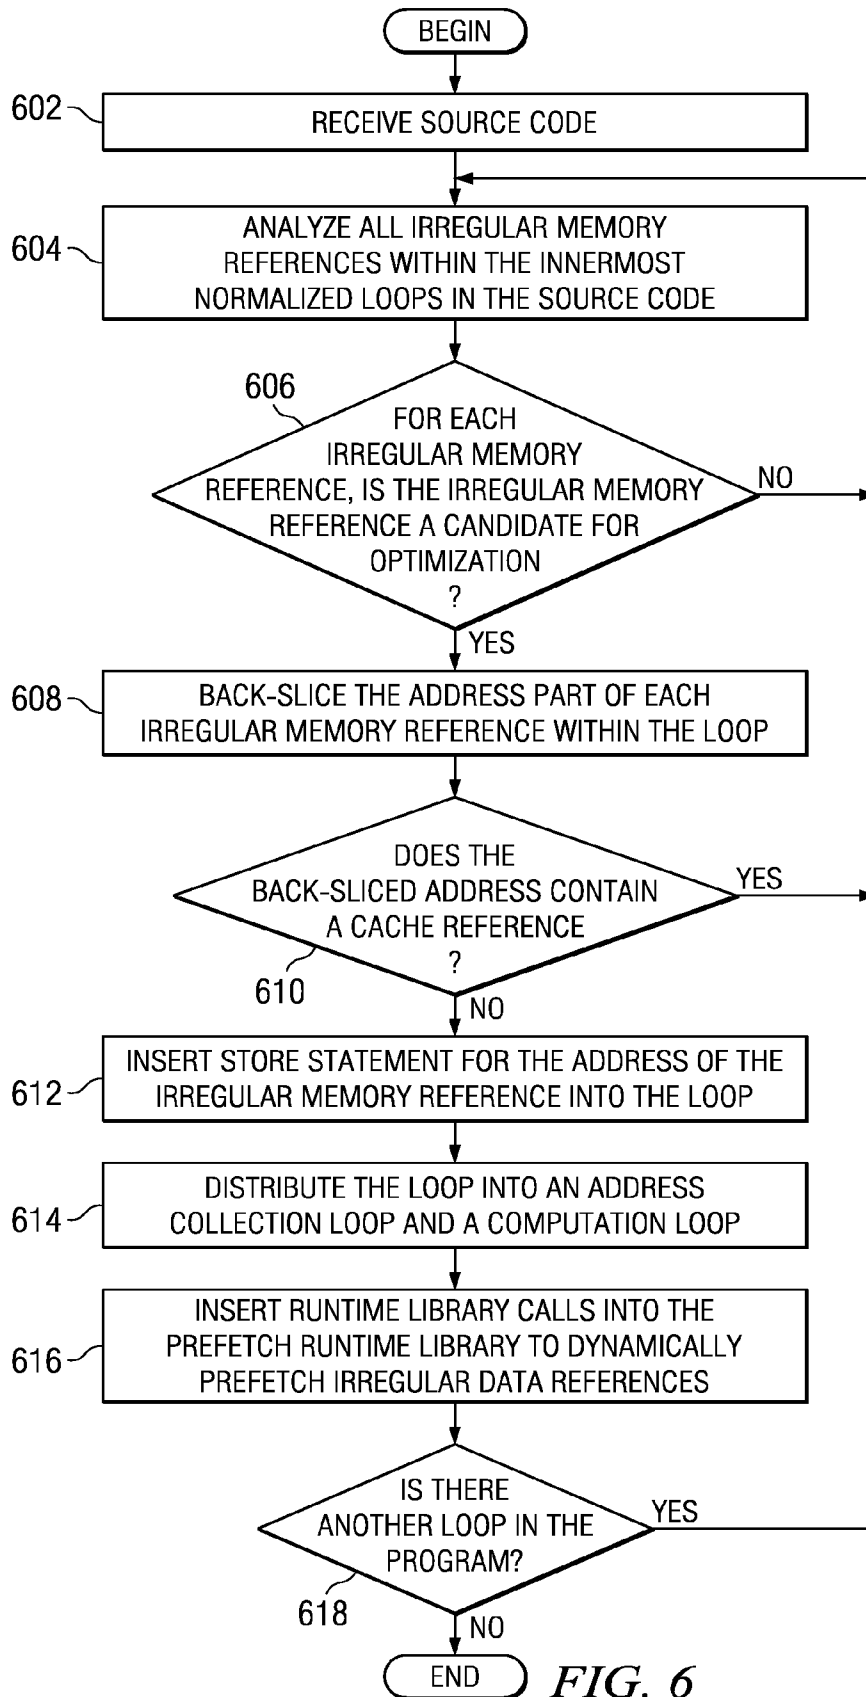 BEGIN
602
RECEIVE SOURCE CODE
604
ANALYZE ALL IRREGULAR MEMORY
REFERENCES WITHIN THE INNERMOST
NORMALIZED LOOPS IN THE SOURCE CODE
606
FOR EACH
IRREGULAR MEMORY
REFERENCE, IS THE IRREGULAR MEMORY
REFERENCE A CANDIDATE FOR
OPTIMIZATION
?
NO
YES
608
BACK-SLICE THE ADDRESS PART OF EACH
IRREGULAR MEMORY REFERENCE WITHIN THE LOOP
DOES THE
BACK-SLICED ADDRESS CONTAIN
A CACHE REFERENCE
?
YES
610
NO
612
INSERT STORE STATEMENT FOR THE ADDRESS OF THE
IRREGULAR MEMORY REFERENCE INTO THE LOOP
614
DISTRIBUTE THE LOOP INTO AN ADDRESS
COLLECTION LOOP AND A COMPUTATION LOOP
616
INSERT RUNTIME LIBRARY CALLS INTO THE
PREFETCH RUNTIME LIBRARY TO DYNAMICALLY
PREFETCH IRREGULAR DATA REFERENCES
IS THERE
ANOTHER LOOP IN THE
PROGRAM?
YES
618
NO
END
FIG. 6